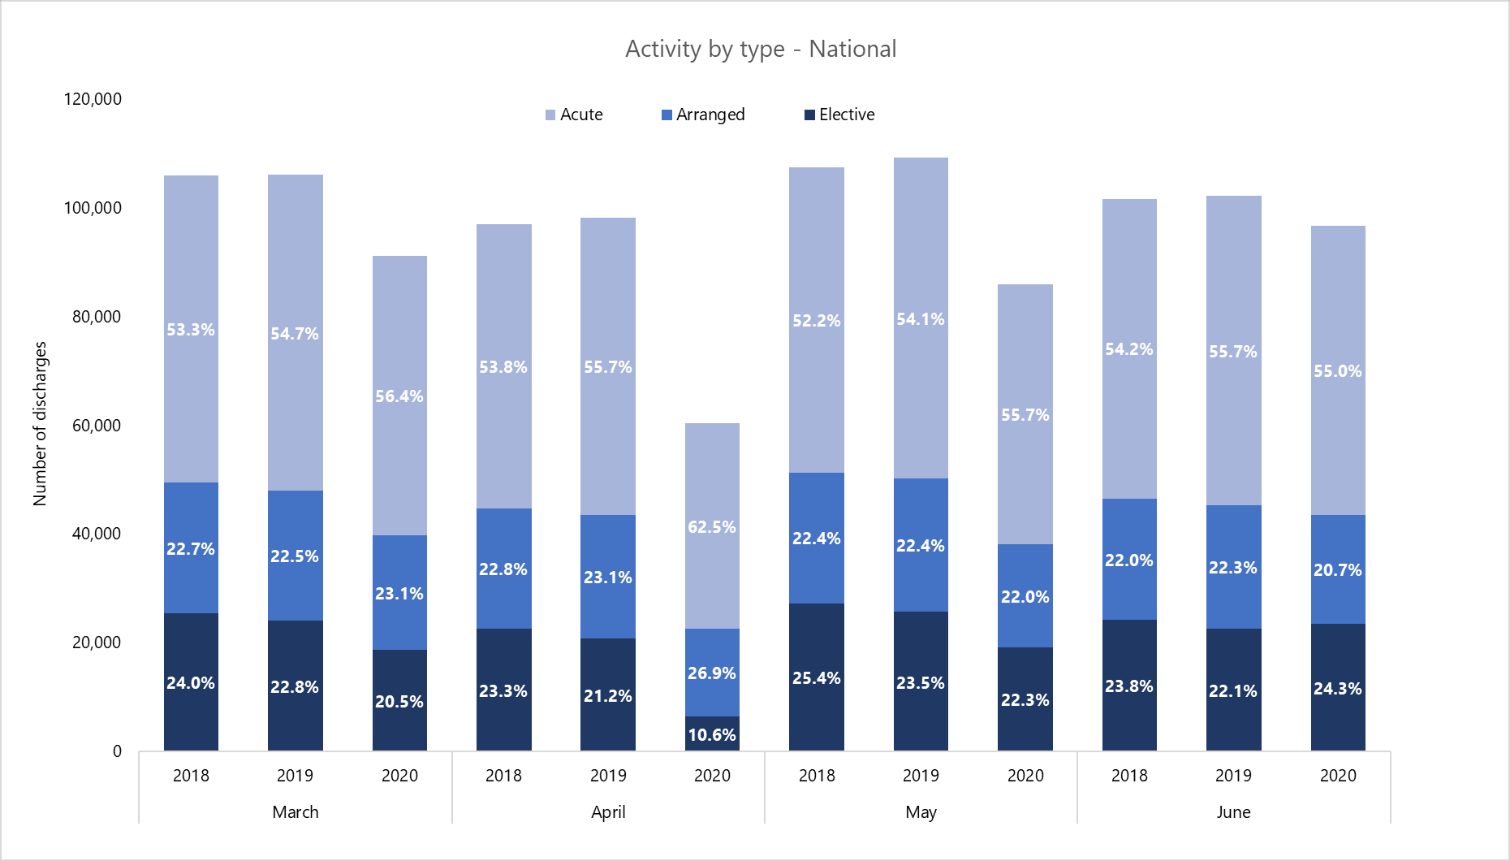 Activity by type - National
120,000
Acute Arranged Elective
100,000
80,000
60,000
40,000
20,000
0
Number of discharges
53.3% 54.7% 56.4% 53.8% 55.7% 62.5% 52.2% 54.1% 55.7% 54.2% 55.7% 55.0%
22.7% 22.5% 23.1% 22.8% 23.1% 26.9% 22.4% 22.4% 22.0% 22.0% 22.3% 20.7%
24.0% 22.8% 20.5% 23.3% 21.2% 10.6% 25.4% 23.5% 22.3% 23.8% 22.1% 24.3%
2018 2019 2020 2018 2019 2020 2018 2019 2020 2018 2019 2020
March April May June